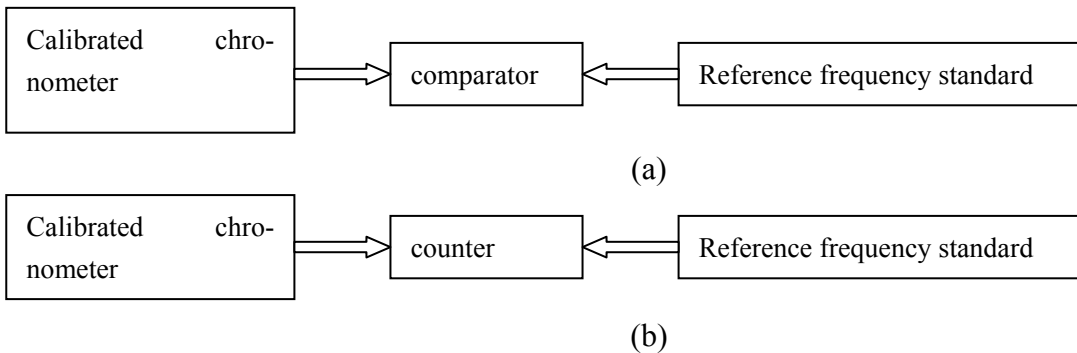 Calibrated chro-
nometer
comparator
Reference frequency standard
(a)
Calibrated chro-
nometer
counter
Reference frequency standard
(b)